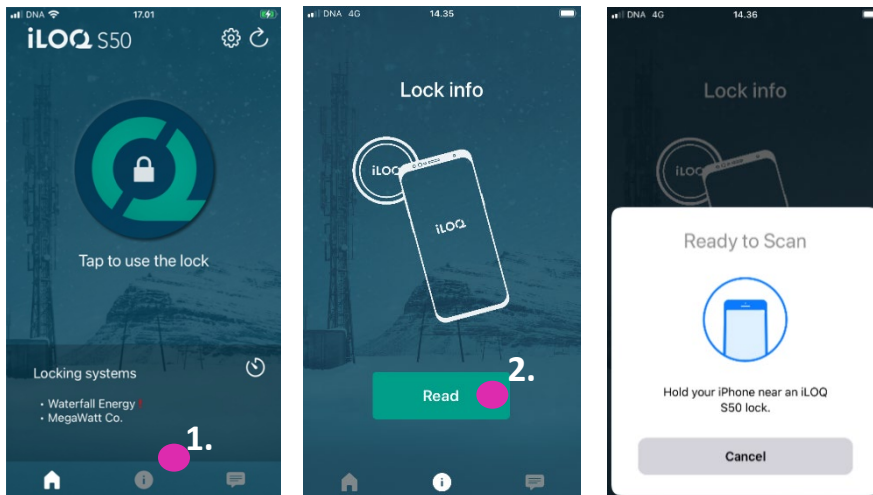 DNA 17.01
iLOQ S50
Tap to use the lock
Locking systems
• Waterfall Energy !
• MegaWatt Co.
1.
DNA 4G 14.35
Lock info
iLOQ
iLOQ
Read
2.
DNA 4G 14.36
Lock info
iLOQ
Ready to Scan
Hold your iPhone near an iLOQ
S50 lock.
Cancel